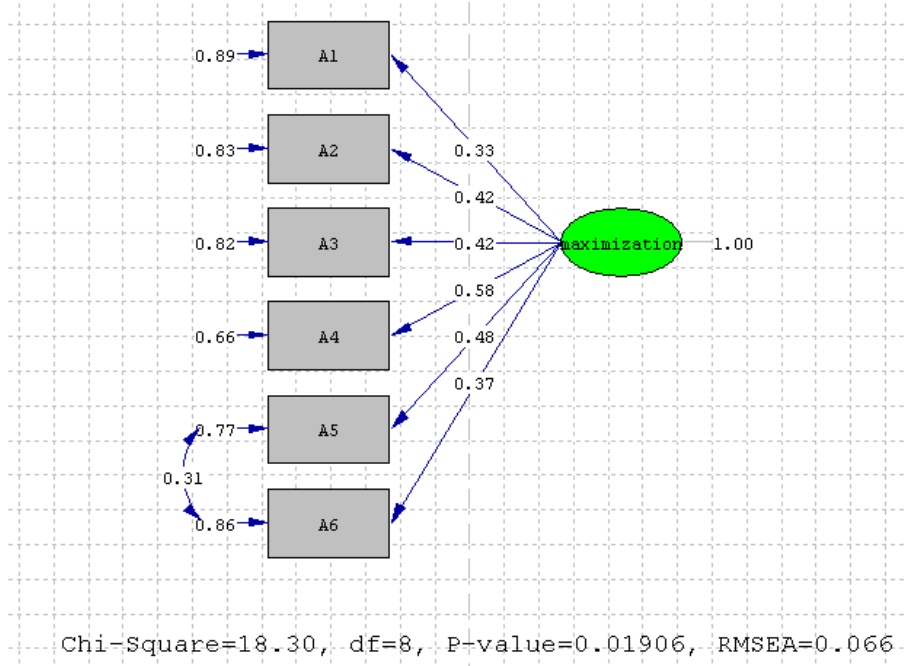 0.89 A1
0.33
0.83 A2
0.42
0.82 A3 0.42 maximization 1.00
0.58
0.66 A4 0.48
0.37
0.77 A5
0.31
0.86 A6
Chi-Square=18.30, df=8, P-value=0.01906, RMSEA=0.066